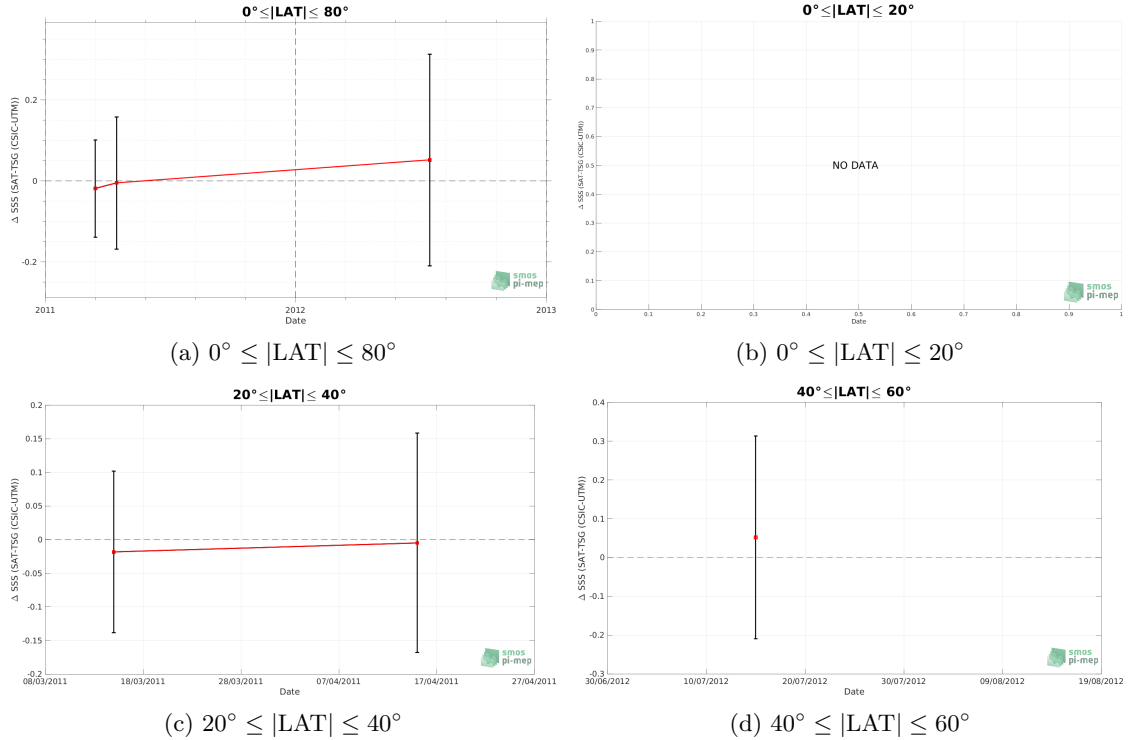 0°≤|LAT|≤ 80°
Δ SSS (SAT-TSG (CSIC-UTM))
0.2
0
-0.2
2011
2012
2013
Date
smos
pi-mep
(a) 0° ≤ |LAT| ≤ 80°
0°≤|LAT|≤ 20°
Δ SSS (SAT-TSG (CSIC-UTM))
1
0.9
0.8
0.7
0.6
0.5
0.4
0.3
0.2
0.1
0
NO DATA
0
0.1
0.2
0.3
0.4
0.5
0.6
0.7
0.8
0.9
1
Date
smos
pi-mep
(b) 0° ≤ |LAT| ≤ 20°
20°≤|LAT|≤ 40°
Δ SSS (SAT-TSG (CSIC-UTM))
0.2
0.15
0.1
0.05
0
-0.05
-0.1
-0.15
-0.2
08/03/2011
18/03/2011
28/03/2011
07/04/2011
17/04/2011
27/04/2011
Date
smos
pi-mep
(c) 20° ≤ |LAT| ≤ 40°
40°≤|LAT|≤ 60°
Δ SSS (SAT-TSG (CSIC-UTM))
0.4
0.3
0.2
0.1
0
-0.1
-0.2
-0.3
30/06/2012
10/07/2012
20/07/2012
30/07/2012
09/08/2012
19/08/2012
Date
smos
pi-mep
(d) 40° ≤ |LAT| ≤ 60°